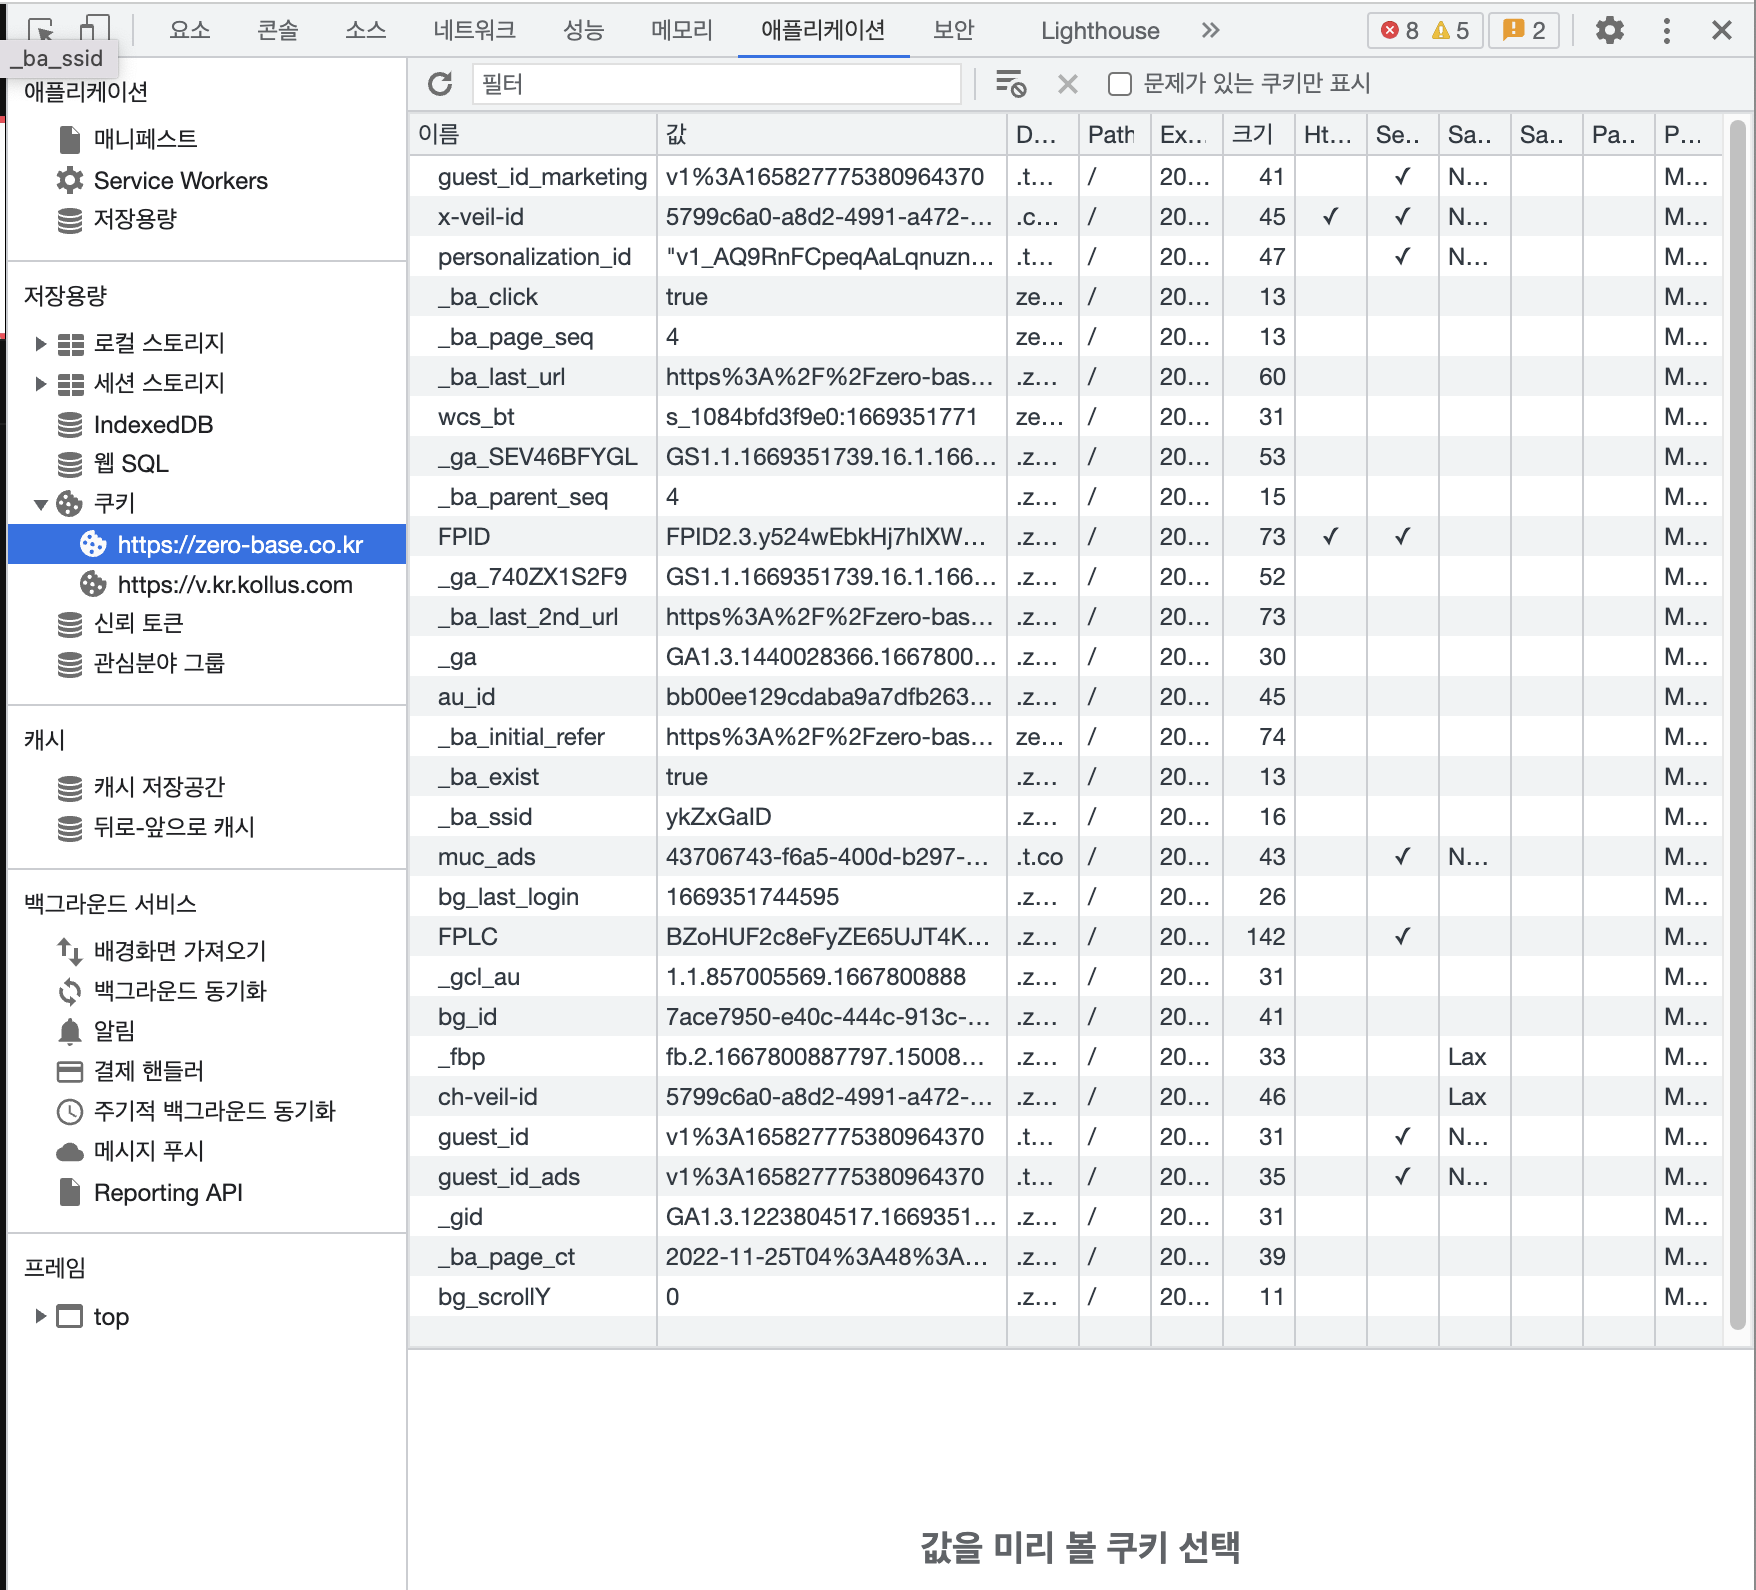 요소 콘솔 소스 네트워크 성능 메모리 애플리케이션 보안 Lighthouse 8 5 2
_ba_ssid
애플리케이션
매니페스트
Service Workers
저장용량
저장용량
로컬 스토리지
세션 스토리지
IndexedDB
웹 SQL
쿠키
https://zero-base.co.kr
https://v.kr.kollus.com
신뢰 토큰
관심분야 그룹
캐시
캐시 저장공간
뒤로-앞으로 캐시
백그라운드 서비스
배경화면 가져오기
백그라운드 동기화
알림
결제 핸들러
주기적 백그라운드 동기화
메시지 푸시
Reporting API
프레임
top
필터 문제가 있는 쿠키만 표시
이름 값 D... Path Ex... 크기 Ht... Se... Sa... Sa... Pa... P...
guest_id_marketing v1%3A165827775380964370 .t... / 20... 41 ✓ N... M...
x-veil-id 5799c6a0-a8d2-4991-a472-... .c... / 20... 45 ✓ ✓ N... M...
personalization_id "v1_AQ9RnFCpeqAaLqnuzn... .t... / 20... 47 ✓ N... M...
_ba_click true ze... / 20... 13 M...
_ba_page_seq 4 ze... / 20... 13 M...
_ba_last_url https%3A%2F%2Fzero-bas... .z... / 20... 60 M...
wcs_bt s_1084bfd3f9e0:1669351771 ze... / 20... 31 M...
_ga_SEV46BFYGL GS1.1.1669351739.16.1.166... .z... / 20... 53 M...
_ba_parent_seq 4 .z... / 20... 15 M...
FPID FPID2.3.y524wEbkHj7hIXW... .z... / 20... 73 ✓ ✓ M...
_ga_740ZX1S2F9 GS1.1.1669351739.16.1.166... .z... / 20... 52 M...
_ba_last_2nd_url https%3A%2F%2Fzero-bas... .z... / 20... 73 M...
_ga GA1.3.1440028366.1667800... .z... / 20... 30 M...
au_id bb00ee129cdaba9a7dfb263... .z... / 20... 45 M...
_ba_initial_refer https%3A%2F%2Fzero-bas... ze... / 20... 74 M...
_ba_exist true .z... / 20... 13 M...
_ba_ssid ykZxGaID .z... / 20... 16 M...
muc_ads 43706743-f6a5-400d-b297-... .t.co / 20... 43 ✓ N... M...
bg_last_login 1669351744595 .z... / 20... 26 M...
FPLC BZoHUF2c8eFyZE65UJT4K... .z... / 20... 142 ✓ M...
_gcl_au 1.1.857005569.1667800888 .z... / 20... 31 M...
bg_id 7ace7950-e40c-444c-913c-... .z... / 20... 41 M...
_fbp fb.2.1667800887797.15008... .z... / 20... 33 Lax M...
ch-veil-id 5799c6a0-a8d2-4991-a472-... .z... / 20... 46 Lax M...
guest_id v1%3A165827775380964370 .t... / 20... 31 ✓ N... M...
guest_id_ads v1%3A165827775380964370 .t... / 20... 35 ✓ N... M...
_gid GA1.3.1223804517.1669351... .z... / 20... 31 M...
_ba_page_ct 2022-11-25T04%3A48%3A... .z... / 20... 39 M...
bg_scrollY 0 .z... / 20... 11 M...
값을 미리 볼 쿠키 선택